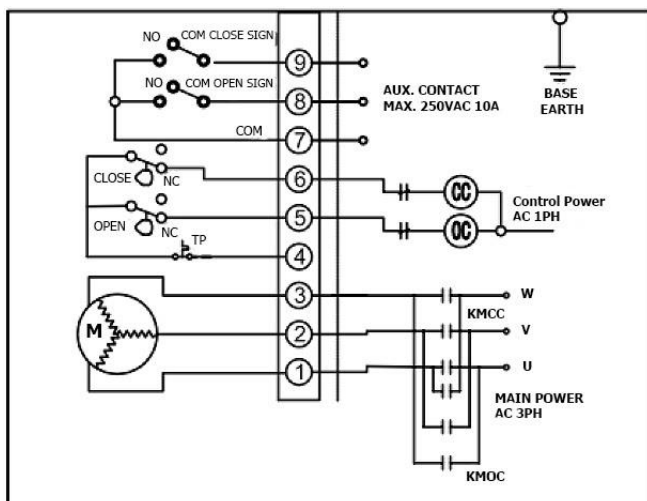 NO
COM CLOSE SIGN
9
NO
COM OPEN SIGN
8
AUX. CONTACT
MAX. 250VAC 10A
BASE
EARTH
COM
7
CLOSE
NC
6
CC
Control Power
AC 1PH
OPEN
NC
5
OC
TP
4
3
W
KMCC
M
2
V
1
U
MAIN POWER
AC 3PH
KMOC